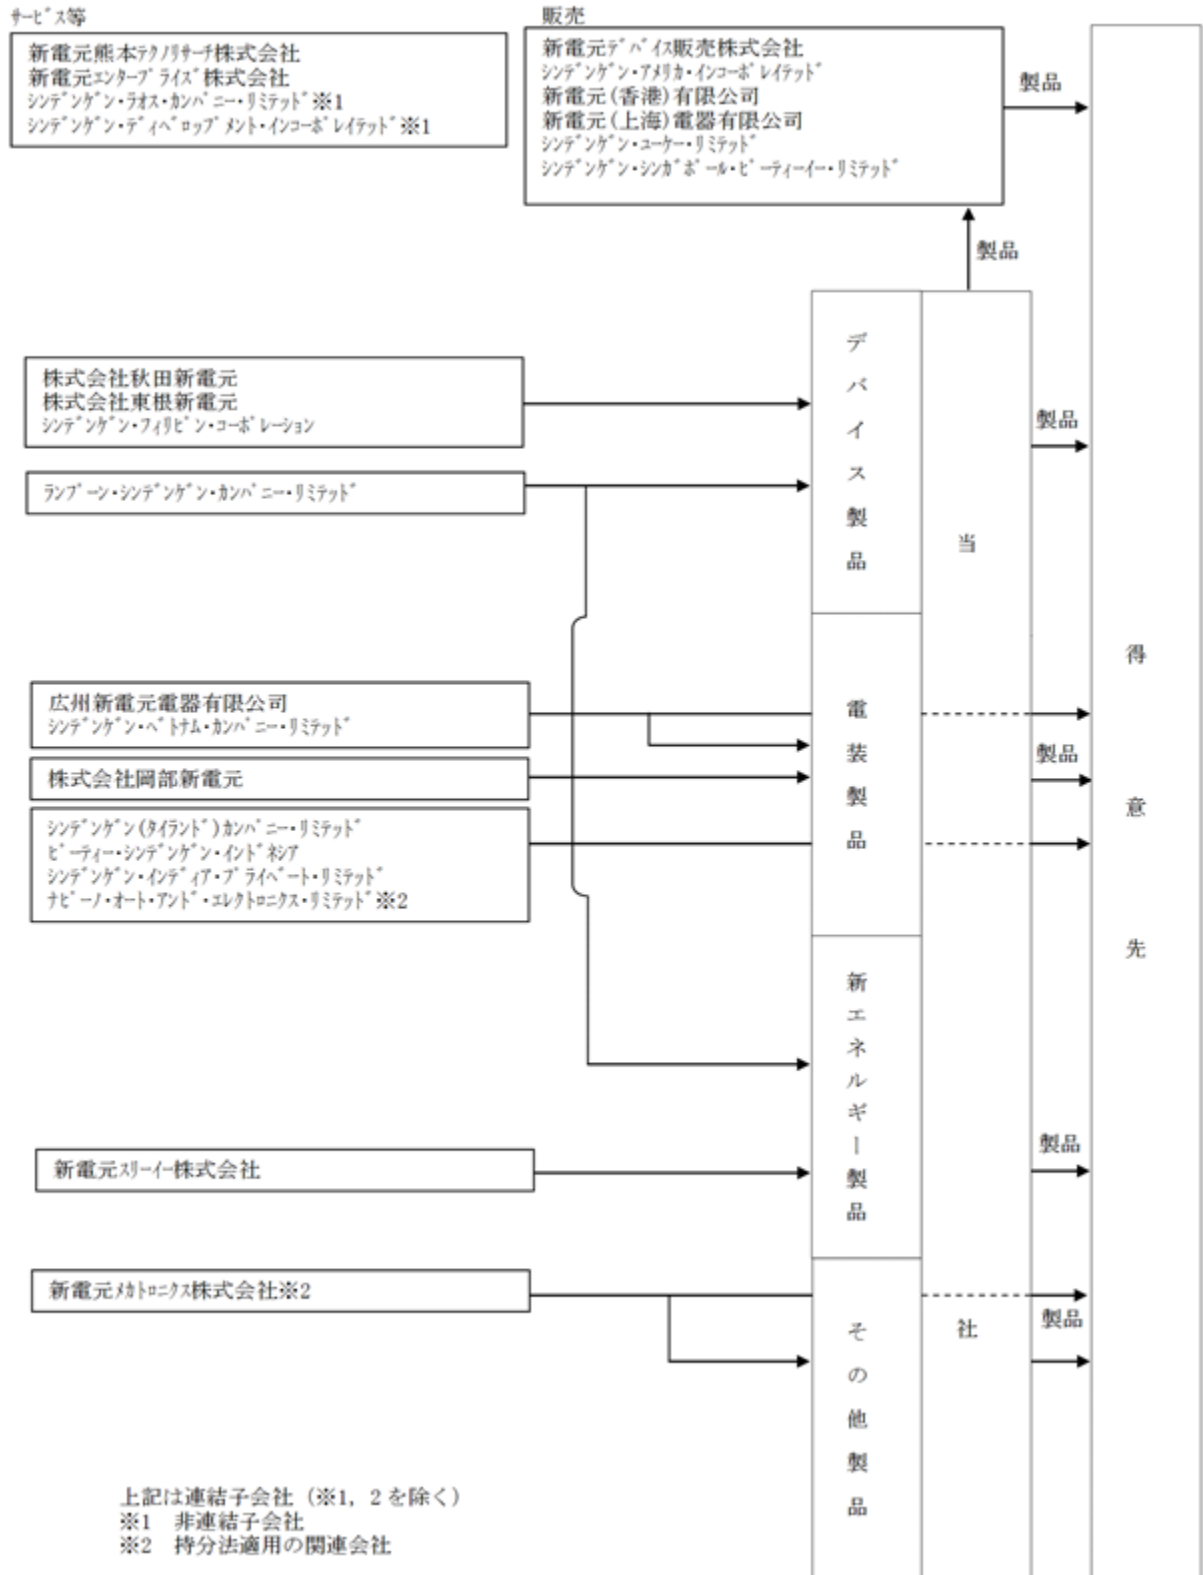 ｻｰﾋﾞｽ等
新電元熊本ﾃｸﾉﾘｻｰﾁ株式会社
新電元ｴﾝﾀｰﾌﾟﾗｲｽﾞ株式会社
ｼﾝﾃﾞﾝｹﾞﾝ・ﾗｵｽ・ｶﾝﾊﾟﾆｰ・ﾘﾐﾃｯﾄﾞ※1
ｼﾝﾃﾞﾝｹﾞﾝ・ﾃﾞｨﾍﾞﾛｯﾌﾟﾒﾝﾄ・ｲﾝｺｰﾎﾟﾚｲﾃｯﾄﾞ※1
販売
新電元ﾃﾞﾊﾞｲｽ販売株式会社
ｼﾝﾃﾞﾝｹﾞﾝ・ｱﾒﾘｶ・ｲﾝｺｰﾎﾟﾚｲﾃｯﾄﾞ
新電元(香港)有限公司
新電元(上海)電器有限公司
ｼﾝﾃﾞﾝｹﾞﾝ・ﾕｰｹｰ・ﾘﾐﾃｯﾄﾞ
ｼﾝﾃﾞﾝｹﾞﾝ・ｼﾝｶﾞﾎﾟｰﾙ・ﾋﾟｰﾃｨｰｲｰ・ﾘﾐﾃｯﾄﾞ
製品
製品
株式会社秋田新電元
株式会社東根新電元
ｼﾝﾃﾞﾝｹﾞﾝ・ﾌｨﾘﾋﾟﾝ・ｺｰﾎﾟﾚｰｼｮﾝ
ﾗﾝﾌﾟｰﾝ・ｼﾝﾃﾞﾝｹﾞﾝ・ｶﾝﾊﾟﾆｰ・ﾘﾐﾃｯﾄﾞ
デバイス製品
製品
広州新電元電器有限公司
ｼﾝﾃﾞﾝｹﾞﾝ・ﾍﾞﾄﾅﾑ・ｶﾝﾊﾟﾆｰ・ﾘﾐﾃｯﾄﾞ
株式会社岡部新電元
ｼﾝﾃﾞﾝｹﾞﾝ(ﾀｲﾗﾝﾄﾞ)ｶﾝﾊﾟﾆｰ・ﾘﾐﾃｯﾄﾞ
ﾋﾟｰﾃｨｰ・ｼﾝﾃﾞﾝｹﾞﾝ・ｲﾝﾄﾞﾈｼｱ
ｼﾝﾃﾞﾝｹﾞﾝ・ｲﾝﾃﾞｨｱ・ﾌﾟﾗｲﾍﾞｰﾄ・ﾘﾐﾃｯﾄﾞ
ﾅﾋﾟｰﾉ・ｵｰﾄ・ｱﾝﾄﾞ・ｴﾚｸﾄﾛﾆｸｽ・ﾘﾐﾃｯﾄﾞ※2
電装製品
製品
新電元ｽﾘｰｲｰ株式会社
新エネルギー製品
製品
新電元ﾒｶﾄﾛﾆｸｽ株式会社※2
その他製品
製品
当社
得意先
上記は連結子会社（※1，2を除く）
※1　非連結子会社
※2　持分法適用の関連会社